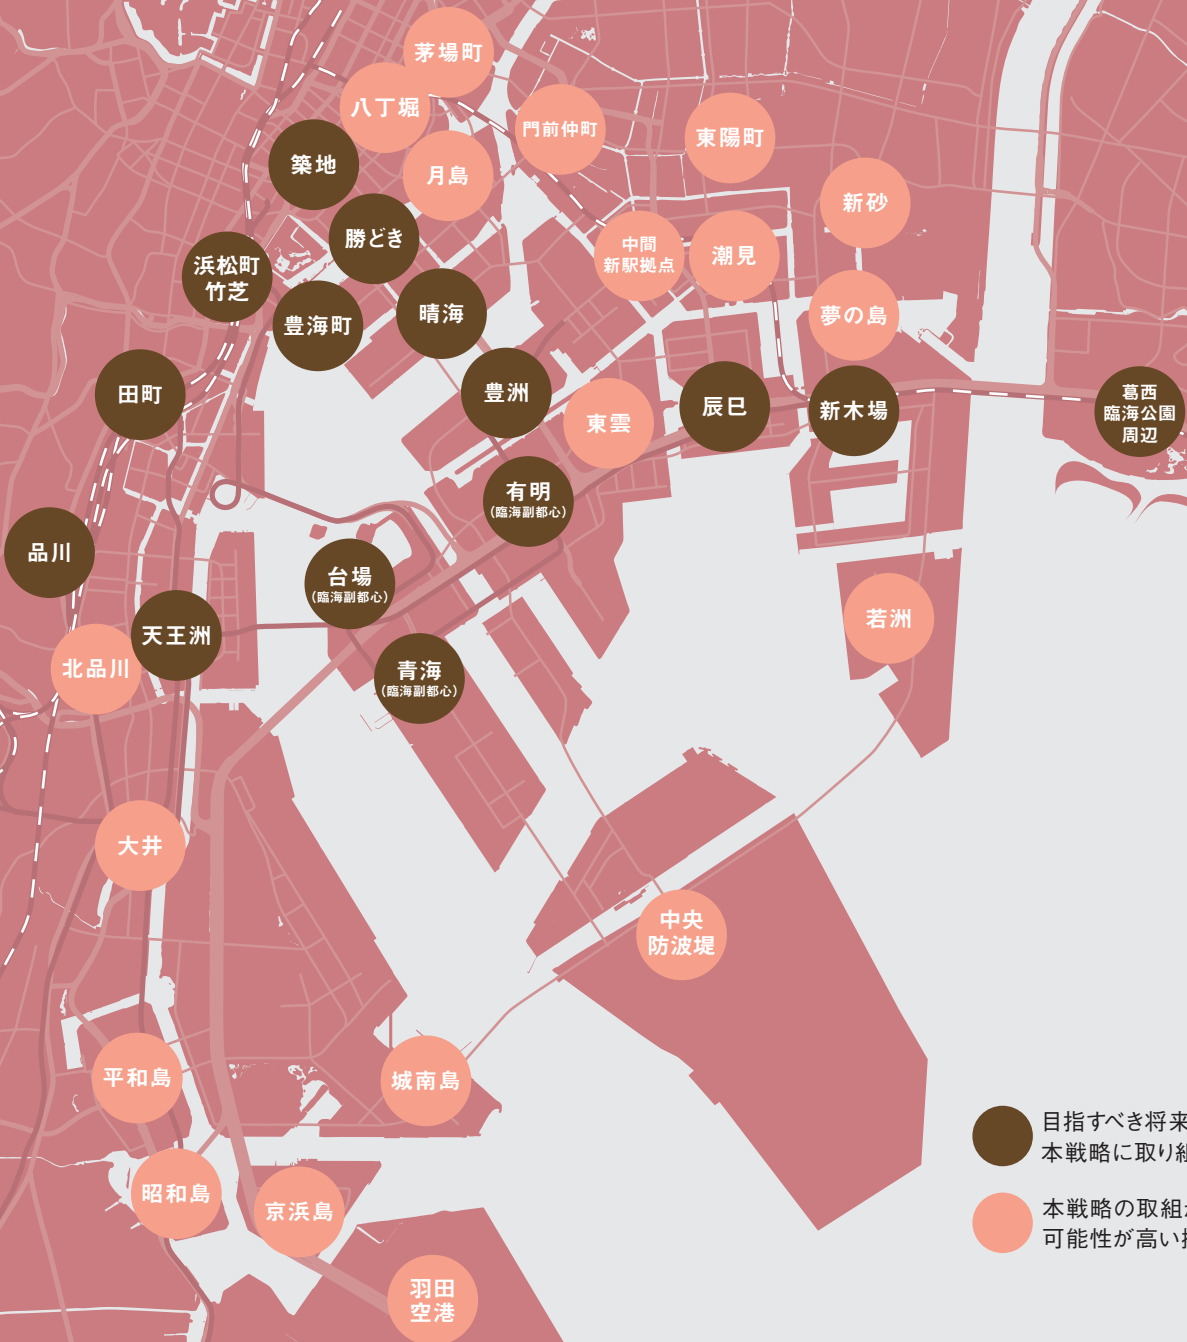 茅場町
八丁堀
門前仲町
東陽町
築地
月島
新砂
勝どき
中間
新駅拠点
潮見
浜松町
竹芝
豊海町
晴海
夢の島
田町
豊洲
東雲
辰巳
新木場
葛西
臨海公園
周辺
有明
(臨海副都心)
品川
台場
(臨海副都心)
天王洲
若洲
北品川
青海
(臨海副都心)
大井
中央
防波堤
平和島
城南島
昭和島
京浜島
羽田
空港
目指すべき将来
本戦略に取り組
本戦略の取組が
可能性が高い拠